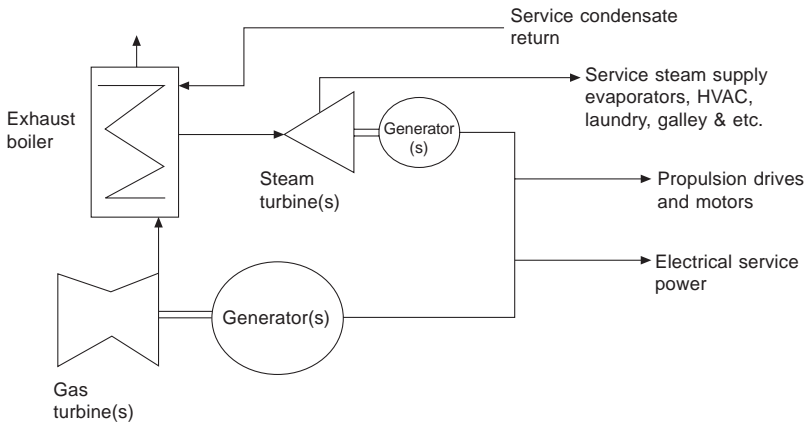 Service condensate
return
Service steam supply
evaporators, HVAC,
laundry, galley & etc.
Exhaust
boiler
Generator
(s)
Steam
turbine(s)
Propulsion drives
and motors
Electrical service
power
Generator(s)
Gas
turbine(s)